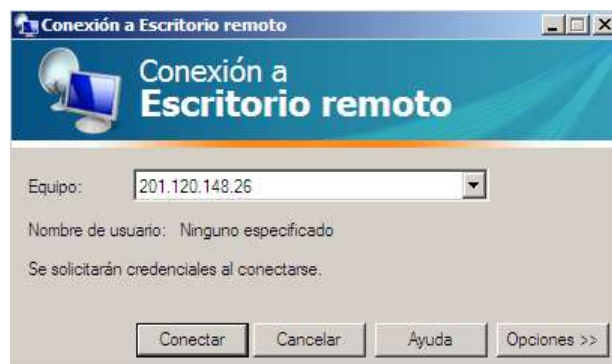 Conexión a Escritorio remoto
Conexión a
Escritorio remoto
Equipo: 201.120.148.26
Nombre de usuario: Ninguno especificado
Se solicitarán credenciales al conectarse.
Conectar Cancelar Ayuda Opciones >>